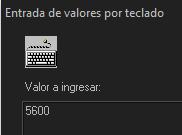 Entrada de valores por teclado
Valor a ingresar:
5600